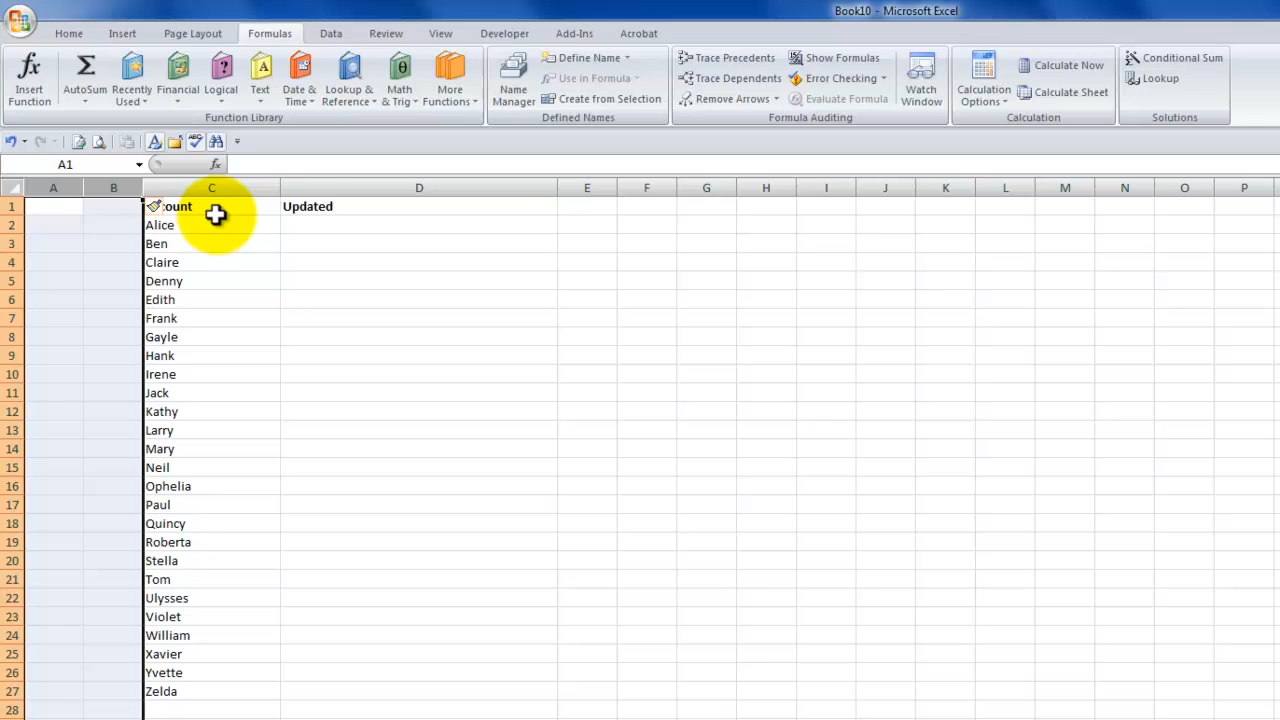 Book10 - Microsoft Excel
Home Insert Page Layout Formulas Data Review View Developer Add-Ins Acrobat
fx Insert Function
Σ AutoSum
Recently Used
Financial
Logical
Text
Date & Time
Lookup & Reference
Math & Trig
More Functions
Function Library
Name Manager
Define Name
Use in Formula
Create from Selection
Defined Names
Trace Precedents
Trace Dependents
Remove Arrows
Show Formulas
Error Checking
Evaluate Formula
Formula Auditing
Watch Window
Calculation Options
Calculate Now
Calculate Sheet
Calculation
Conditional Sum
Lookup
Solutions
A1 fx
A B C D E F G H I J K L M N O P
1 count Updated
2 Alice
3 Ben
4 Claire
5 Denny
6 Edith
7 Frank
8 Gayle
9 Hank
10 Irene
11 Jack
12 Kathy
13 Larry
14 Mary
15 Neil
16 Ophelia
17 Paul
18 Quincy
19 Roberta
20 Stella
21 Tom
22 Ulysses
23 Violet
24 William
25 Xavier
26 Yvette
27 Zelda
28